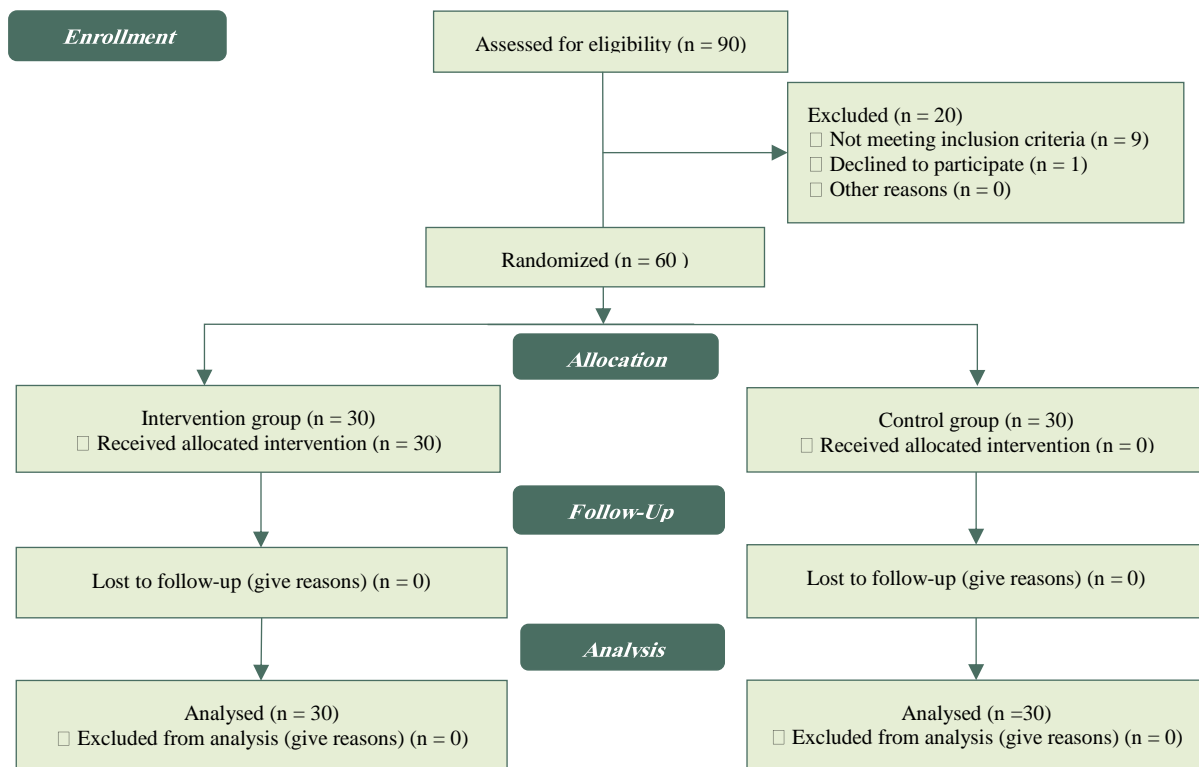 Enrollment
Assessed for eligibility (n = 90)
Excluded (n = 20)
□ Not meeting inclusion criteria (n = 9)
□ Declined to participate (n = 1)
□ Other reasons (n = 0)
Randomized (n = 60 )
Allocation
Intervention group (n = 30)
□ Received allocated intervention (n = 30)
Control group (n = 30)
□ Received allocated intervention (n = 0)
Follow-Up
Lost to follow-up (give reasons) (n = 0)
Lost to follow-up (give reasons) (n = 0)
Analysis
Analysed (n = 30)
□ Excluded from analysis (give reasons) (n = 0)
Analysed (n =30)
□ Excluded from analysis (give reasons) (n = 0)